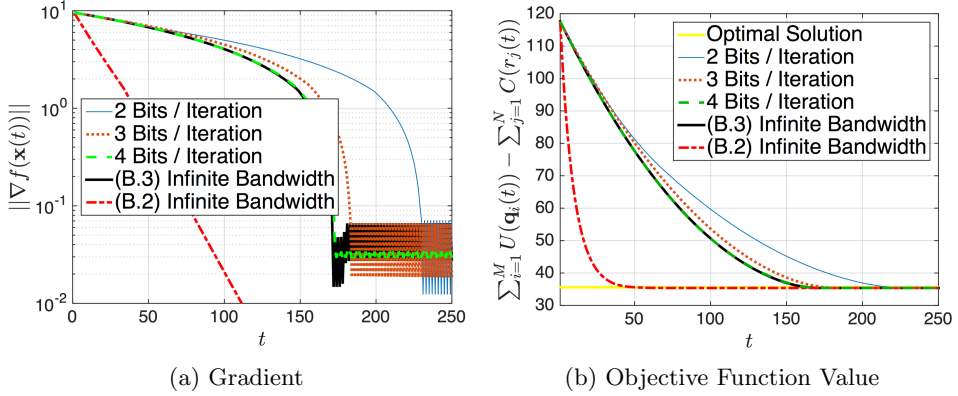 ||∇f(x(t))||
10^1
10^0
10^-1
10^-2
2 Bits / Iteration
3 Bits / Iteration
4 Bits / Iteration
(B.3) Infinite Bandwidth
(B.2) Infinite Bandwidth
0 50 100 150 200 250
t
(a) Gradient
∑_{i=1}^{M} U(q_i(t)) − ∑_{j=1}^{N} C(r_j(t))
120
110
100
90
80
70
60
50
40
30
Optimal Solution
2 Bits / Iteration
3 Bits / Iteration
4 Bits / Iteration
(B.3) Infinite Bandwidth
(B.2) Infinite Bandwidth
50 100 150 200 250
t
(b) Objective Function Value